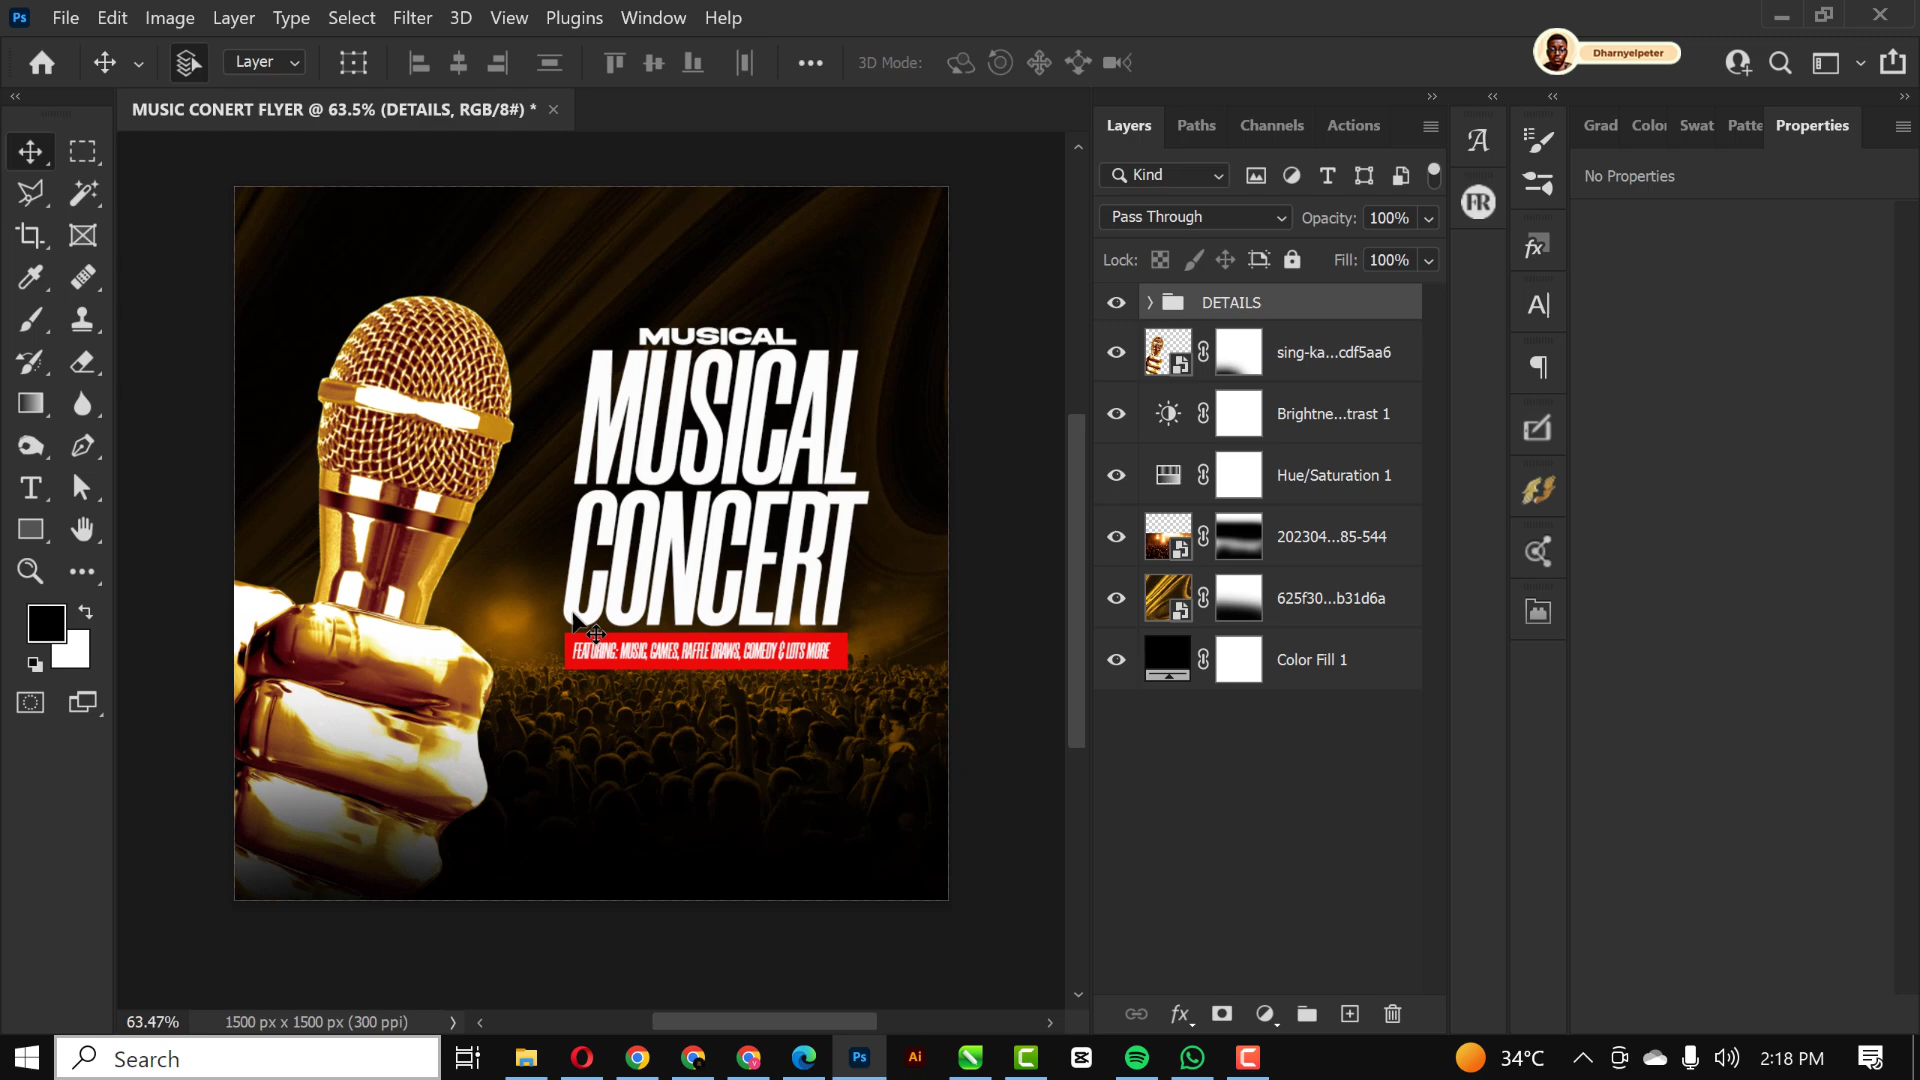 Ps File Edit Image Layer Type Select Filter 3D View Plugins Window Help
Layer 3D Mode: Dharnyelpeter
MUSIC CONERT FLYER @ 63.5% (DETAILS, RGB/8#) *
Layers Paths Channels Actions
Grad Color Swat Patte Properties
Kind
No Properties
Pass Through Opacity: 100%
Lock: Fill: 100%
DETAILS
sing-ka...cdf5aa6
Brightne...trast 1
Hue/Saturation 1
202304...85-544
625f30...b31d6a
Color Fill 1
MUSICAL
MUSICAL
CONCERT
FEATURING: MUSIC, GAMES, RAFFLE DRAWS, COMEDY & LOTS MORE
FR
63.47% 1500 px x 1500 px (300 ppi)
Search
Ps Ai
34°C 2:18 PM